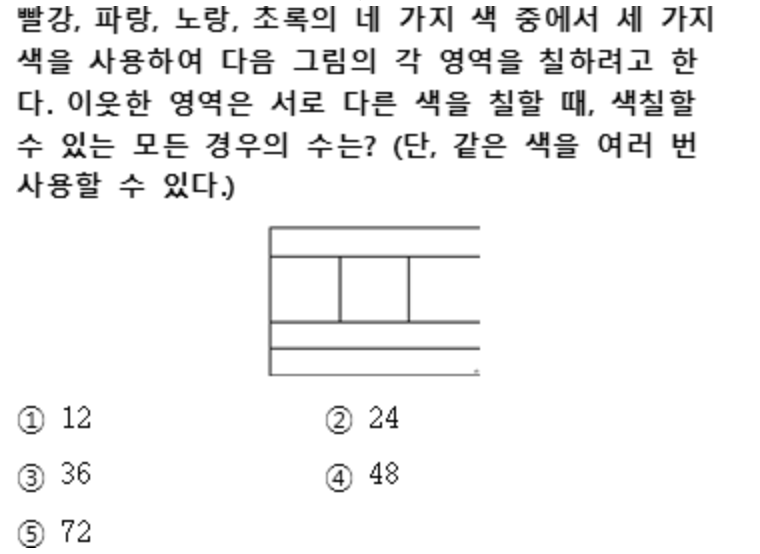 빨강, 파랑, 노랑, 초록의 네 가지 색 중에서 세 가지
색을 사용하여 다음 그림의 각 영역을 칠하려고 한
다. 이웃한 영역은 서로 다른 색을 칠할 때, 색칠할
수 있는 모든 경우의 수는? (단, 같은 색을 여러 번
사용할 수 있다.)
① 12 ② 24
③ 36 ④ 48
⑤ 72